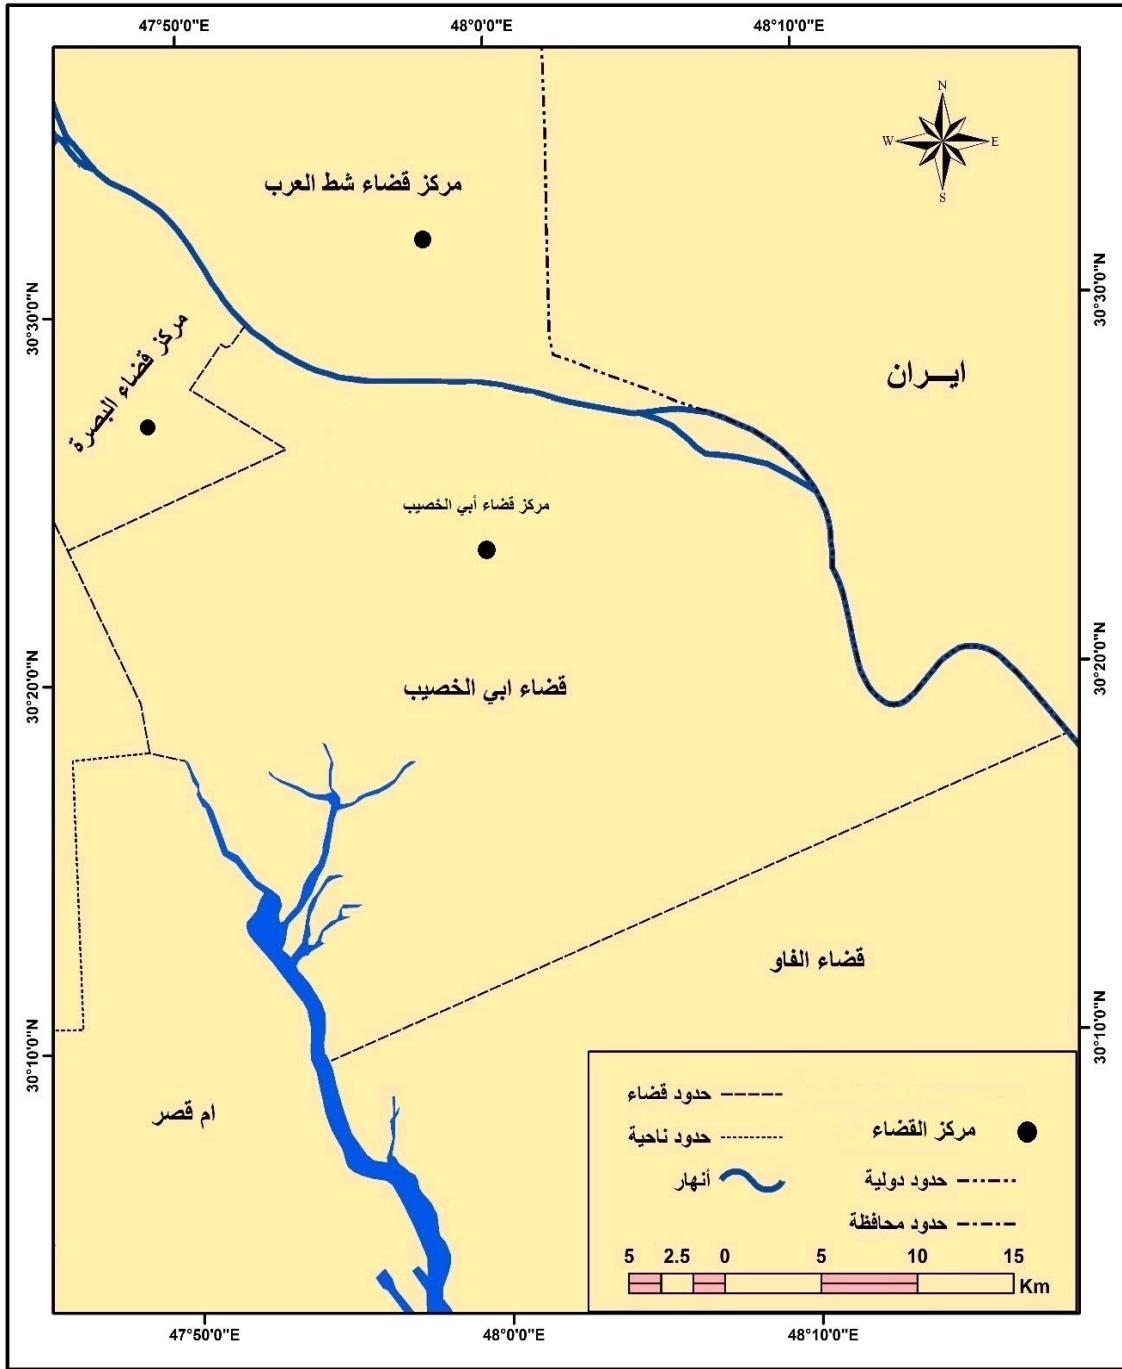 47°50'0"E 48°0'0"E 48°10'0"E
N
W E
S
مركز قضاء شط العرب
30°30'0"N
30°30'0"N
مركز قضاء البصرة
ايـــران
مركز قضاء أبي الخصيب
30°20'0"N
30°20'0"N
قضاء ابي الخصيب
قضاء الفاو
30°10'0"N
30°10'0"N
ام قصر
حدود قضاء
مركز القضاء
حدود ناحية
أنهار
حدود دولية
حدود محافظة
5 2.5 0 5 10 15
Km
47°50'0"E 48°0'0"E 48°10'0"E